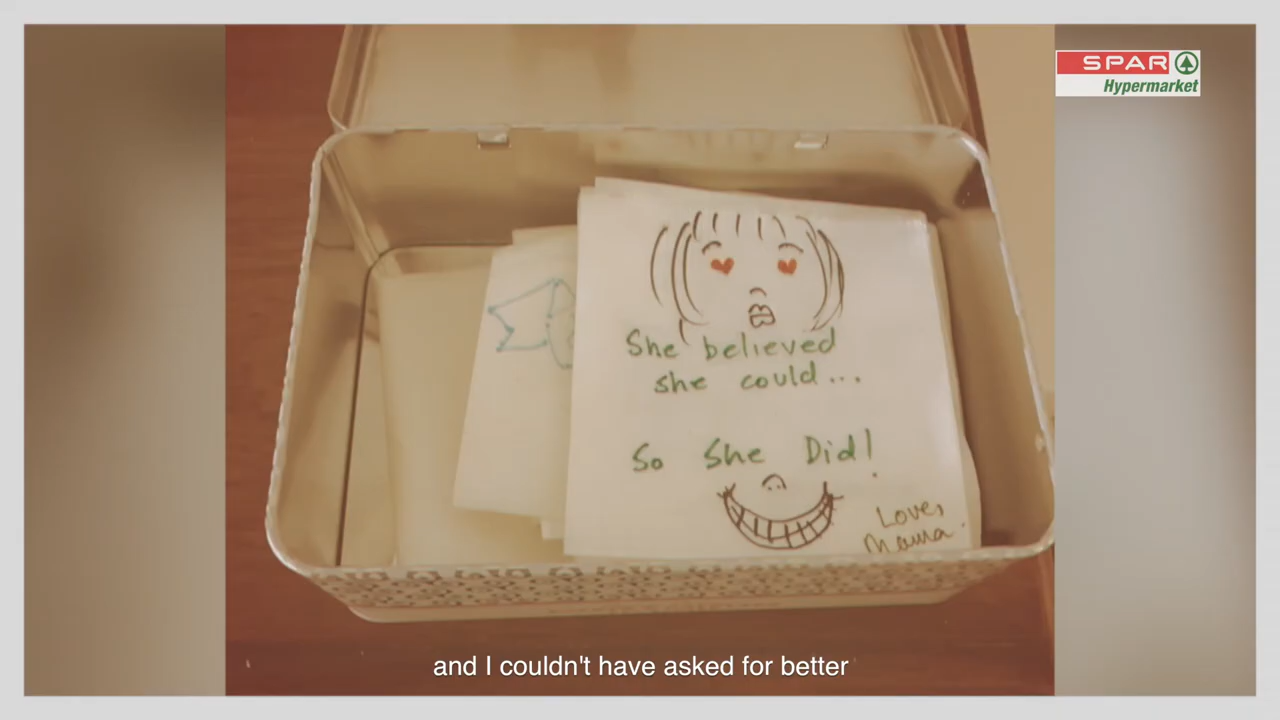 SPAR
Hypermarket
She believed
she could...
So She Did!
Love,
Mama.
and I couldn't have asked for better